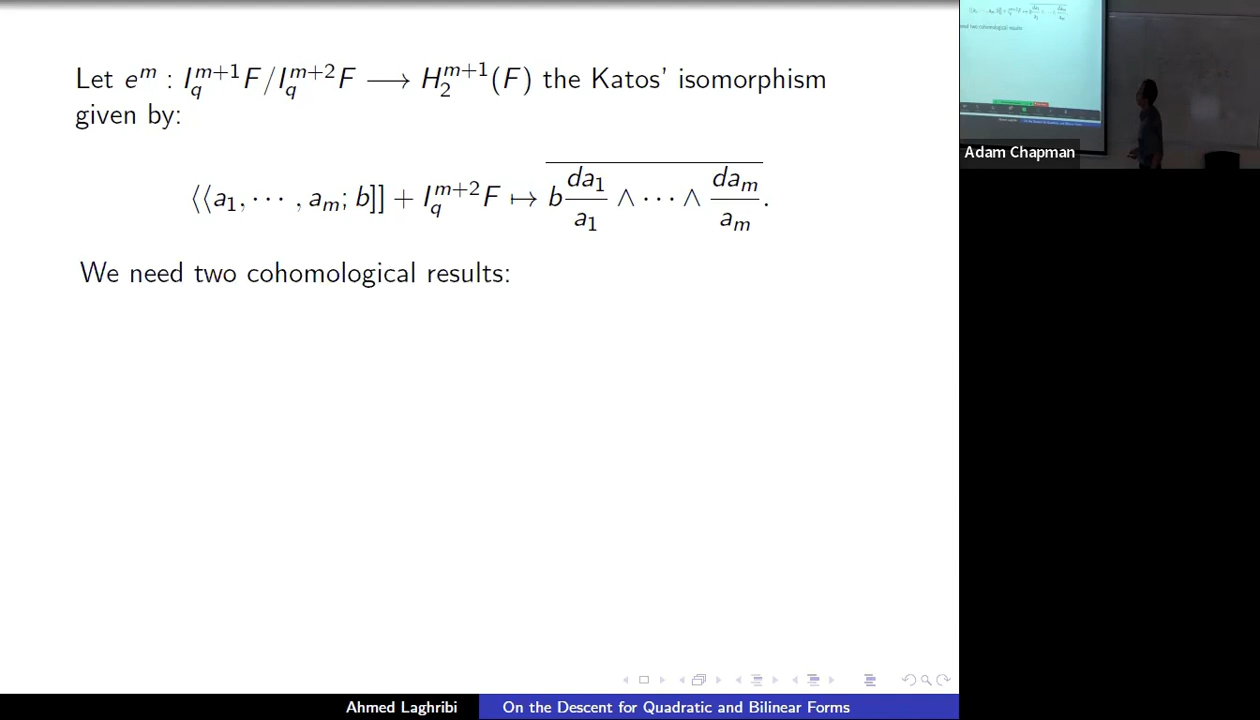 Let e^m : I_q^{m+1}F/I_q^{m+2}F ⟶ H_2^{m+1}(F) the Katos' isomorphism
given by:
⟨⟨a_1, ⋯ , a_m; b]] + I_q^{m+2}F ↦ \overline{b \frac{da_1}{a_1} ∧ ⋯ ∧ \frac{da_m}{a_m}}.
We need two cohomological results:
Adam Chapman
Ahmed Laghribi On the Descent for Quadratic and Bilinear Forms